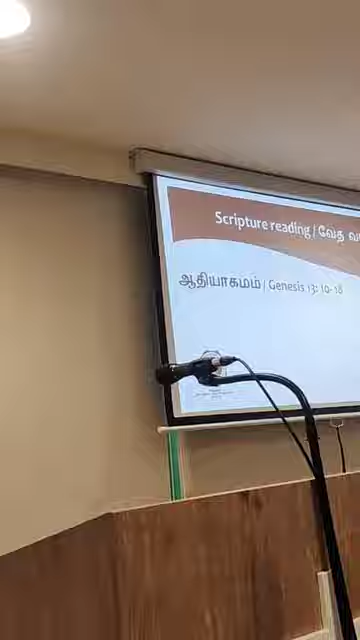 Scripture reading / வேத
ஆதியாகமம் / Genesis 13: 10-18